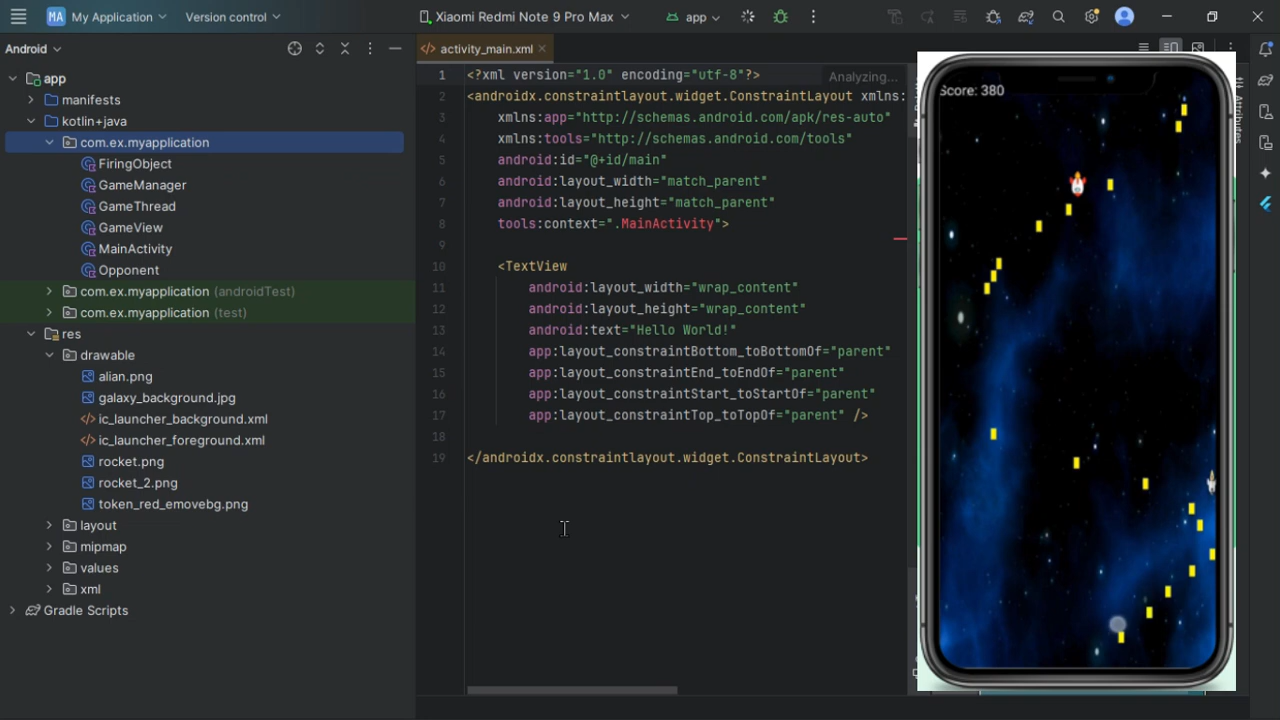 MA My Application Version control Xiaomi Redmi Note 9 Pro Max app
Android
activity_main.xml
app
manifests
kotlin+java
com.ex.myapplication
FiringObject
GameManager
GameThread
GameView
MainActivity
Opponent
com.ex.myapplication (androidTest)
com.ex.myapplication (test)
res
drawable
alian.png
galaxy_background.jpg
ic_launcher_background.xml
ic_launcher_foreground.xml
rocket.png
rocket_2.png
token_red_emovebg.png
layout
mipmap
values
xml
Gradle Scripts
1 <?xml version="1.0" encoding="utf-8"?> Analyzing...
2 <androidx.constraintlayout.widget.ConstraintLayout xmlns:
3 xmlns:app="http://schemas.android.com/apk/res-auto"
4 xmlns:tools="http://schemas.android.com/tools"
5 android:id="@+id/main"
6 android:layout_width="match_parent"
7 android:layout_height="match_parent"
8 tools:context=".MainActivity">
9
10 <TextView
11 android:layout_width="wrap_content"
12 android:layout_height="wrap_content"
13 android:text="Hello World!"
14 app:layout_constraintBottom_toBottomOf="parent"
15 app:layout_constraintEnd_toEndOf="parent"
16 app:layout_constraintStart_toStartOf="parent"
17 app:layout_constraintTop_toTopOf="parent" />
18
19 </androidx.constraintlayout.widget.ConstraintLayout>
Score: 380
Attributes